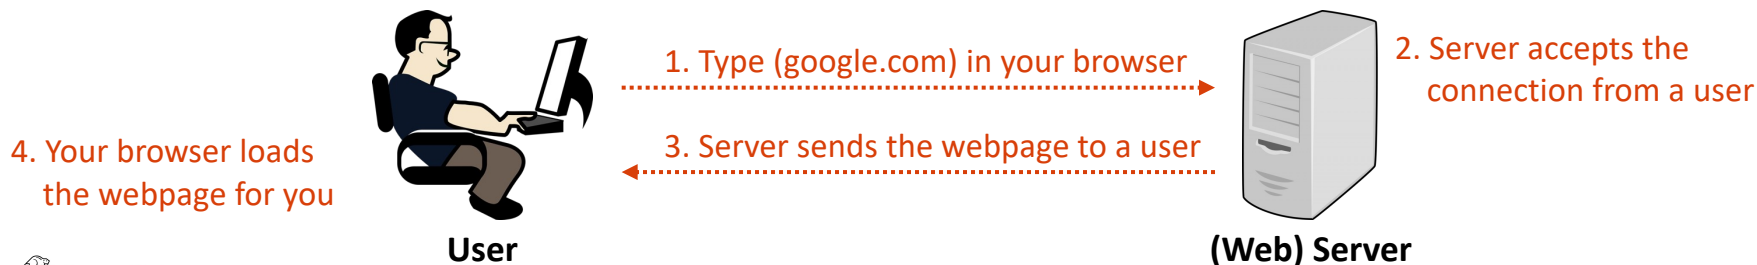 1. Type (google.com) in your browser
2. Server accepts the
connection from a user
3. Server sends the webpage to a user
4. Your browser loads
the webpage for you
User
(Web) Server